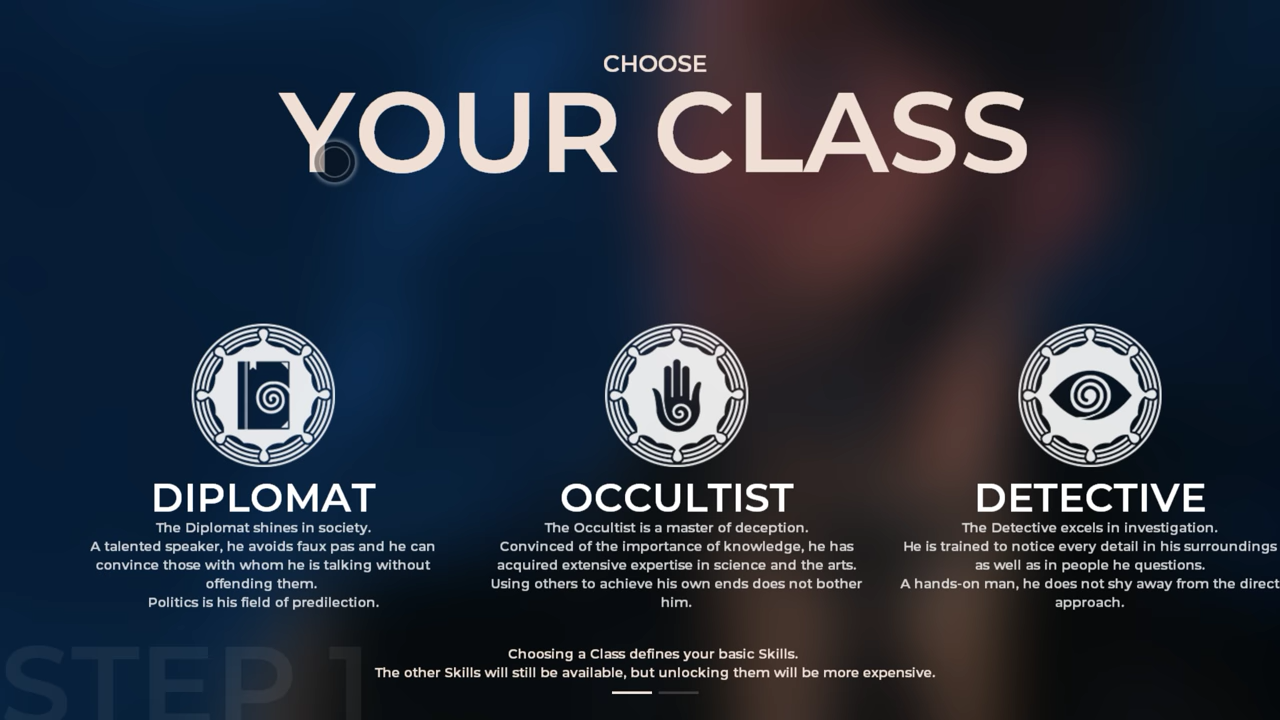 CHOOSE
YOUR CLASS
DIPLOMAT
The Diplomat shines in society.
A talented speaker, he avoids faux pas and he can
convince those with whom he is talking without
offending them.
Politics is his field of predilection.
OCCULTIST
The Occultist is a master of deception.
Convinced of the importance of knowledge, he has
acquired extensive expertise in science and the arts.
Using others to achieve his own ends does not bother
him.
DETECTIVE
The Detective excels in investigation.
He is trained to notice every detail in his surroundings
as well as in people he questions.
A hands-on man, he does not shy away from the direct
approach.
Choosing a Class defines your basic Skills.
The other Skills will still be available, but unlocking them will be more expensive.
STEP 1